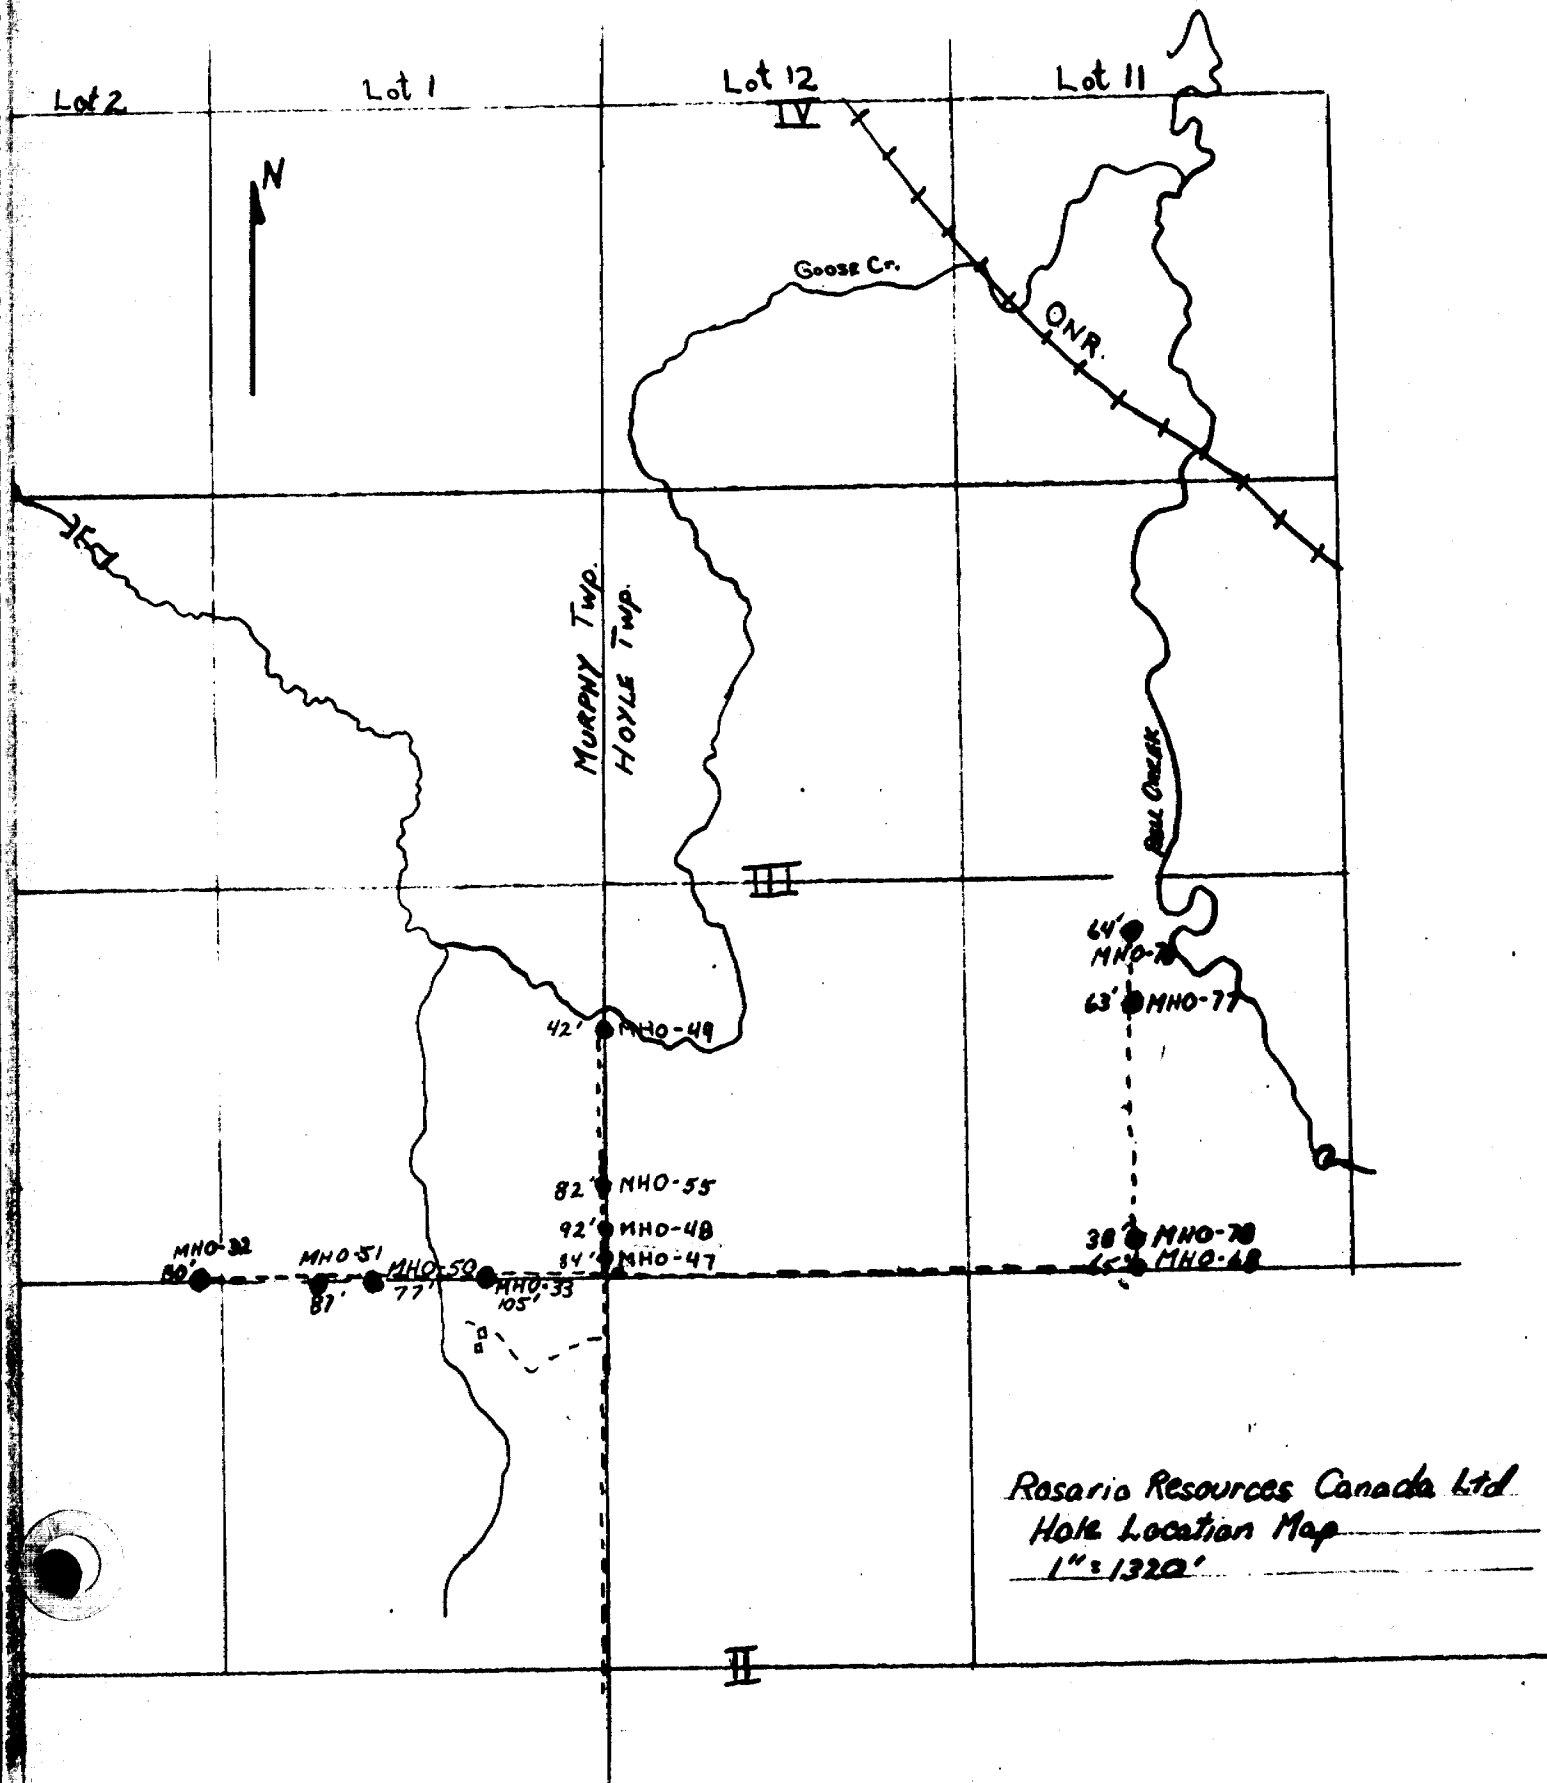 Lot 2
Lot 1
Lot 12
Lot 11
IV
N
Goose Cr.
ONR.
MURPHY Twp.
HOYLE Twp.
III
64'
63' MHO-77
42' MHO-49
82' MHO-55
92' MHO-48
84' MHO-47
MHO-32
MHO-51
87'
MHO-50
77'
MHO-33
105'
MHO-68
Rosario Resources Canada Ltd
Hole Location Map
1"=1320'
II